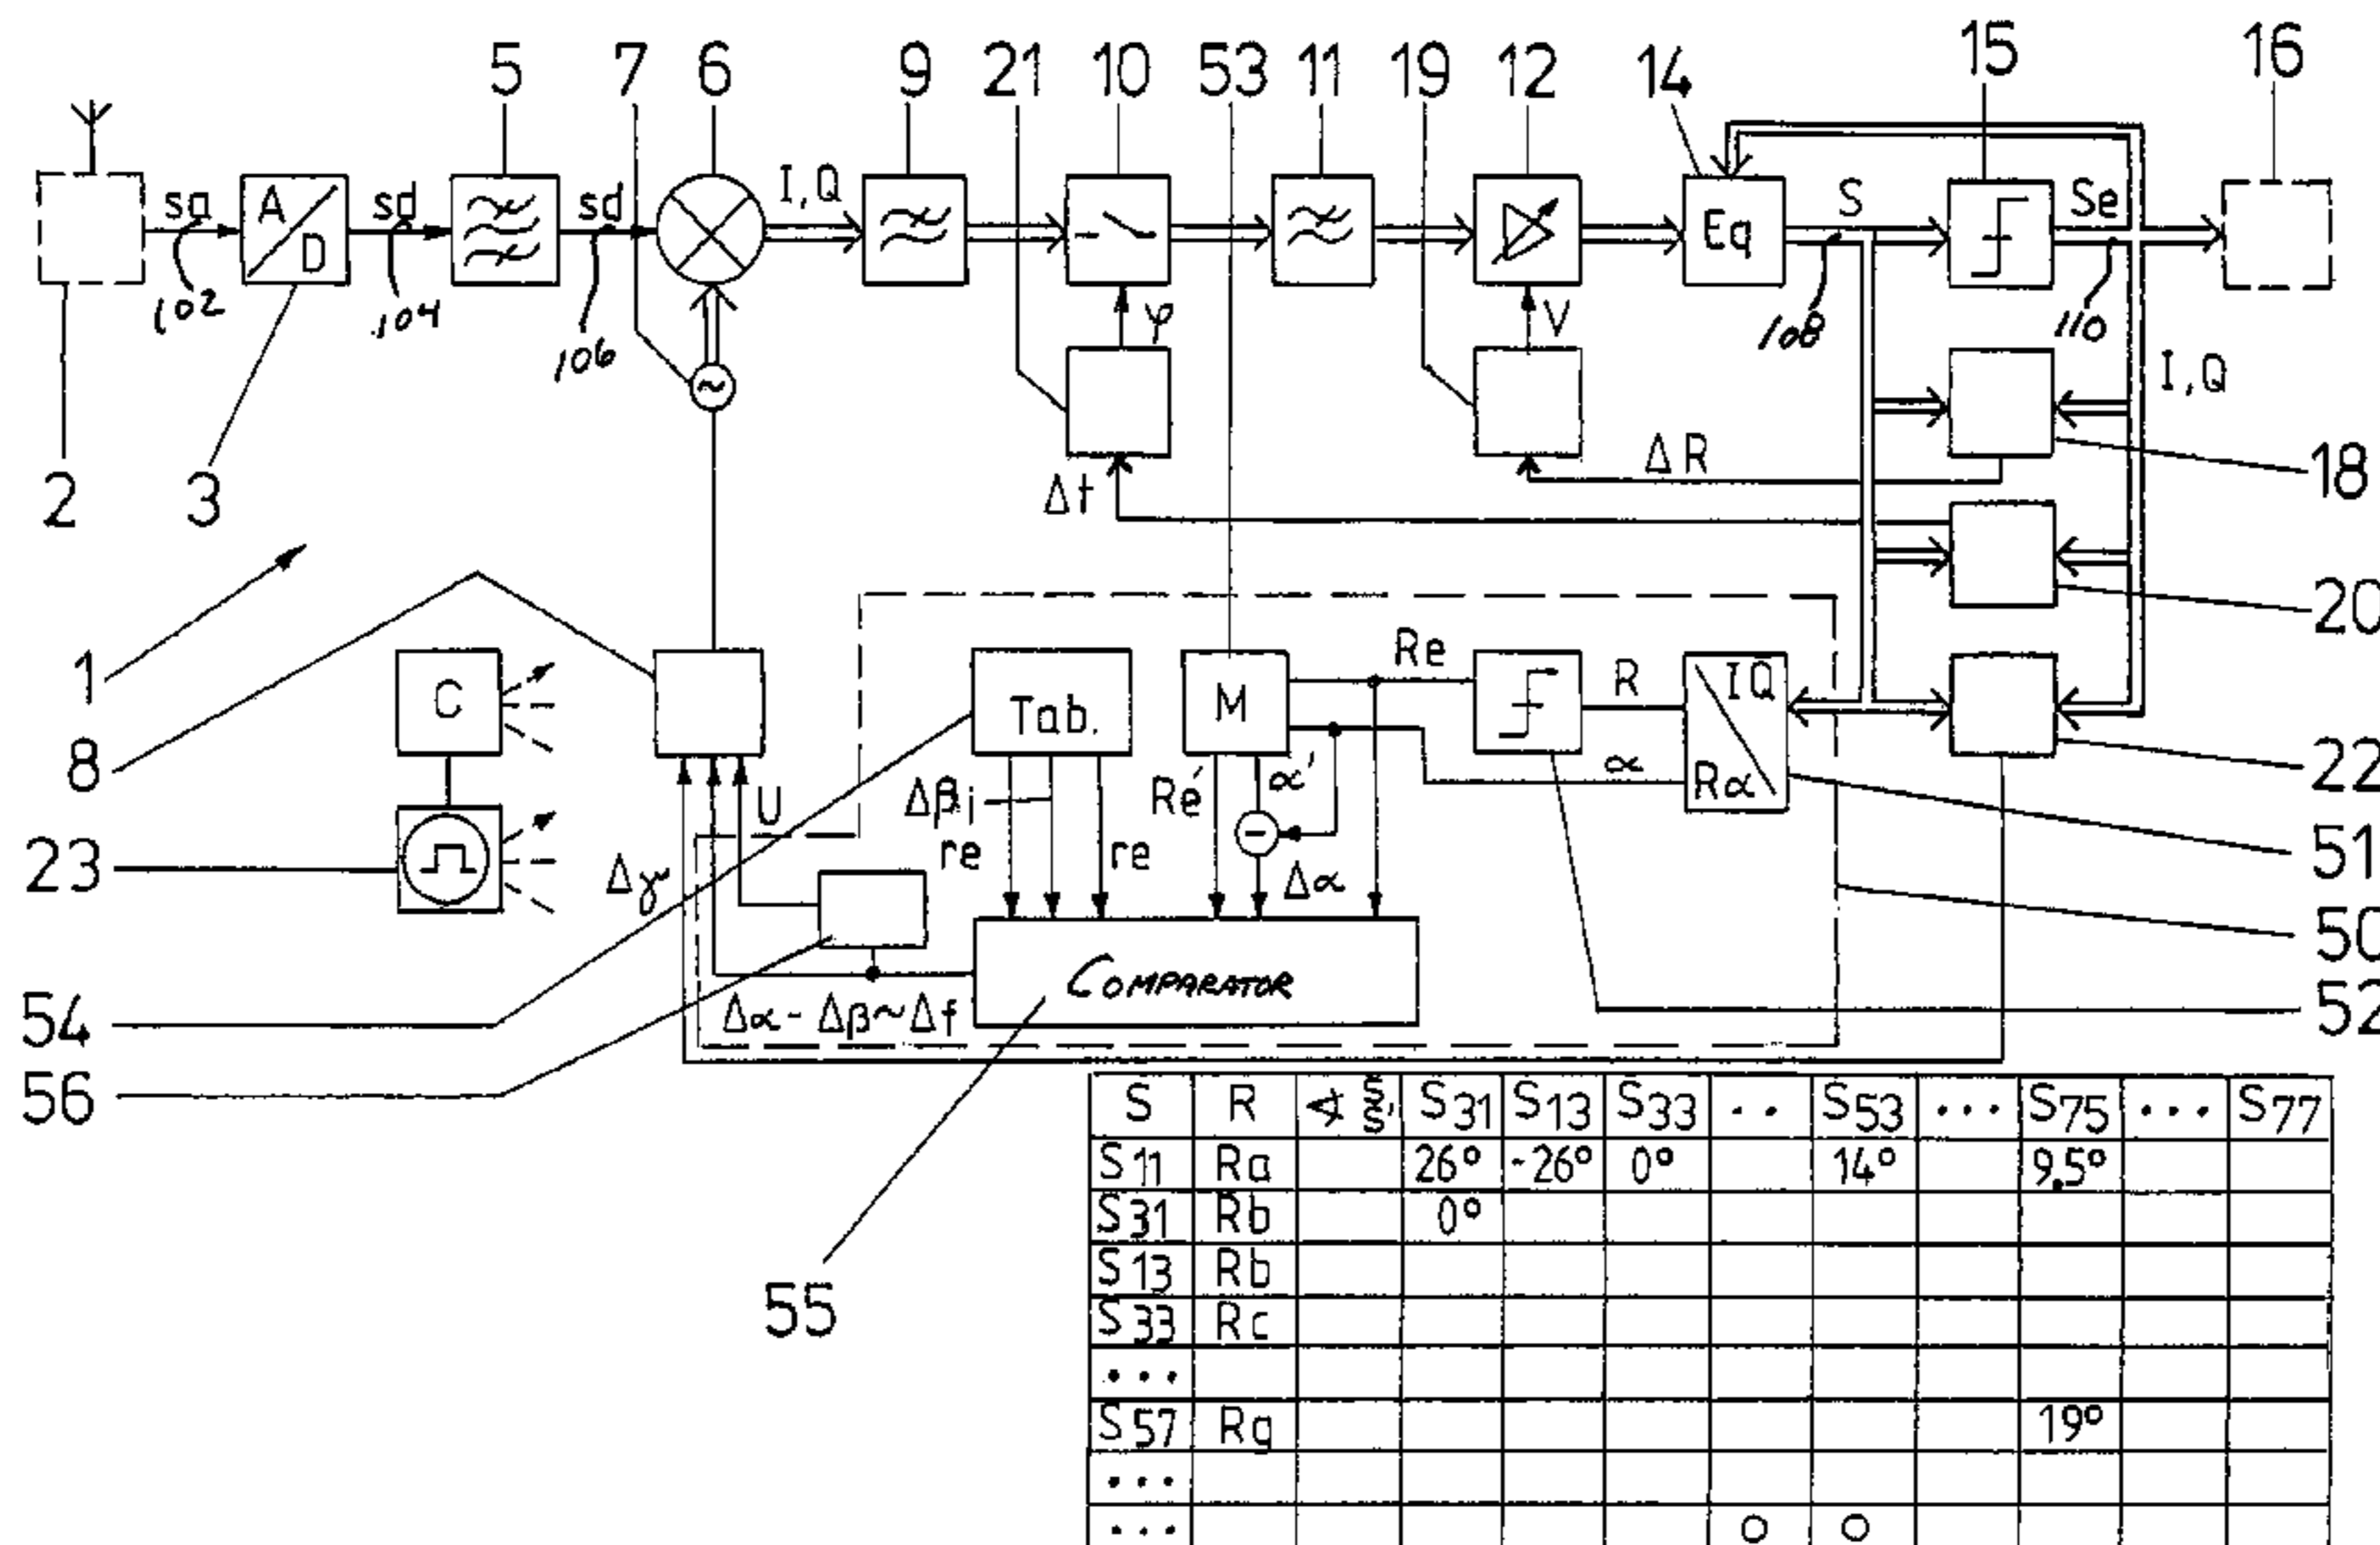 5 7 6 9 21 10 53 11 19 12 14 15 16
sa A D sd sd I,Q Eq S Se
102 104 106 φ V 108 110
~ I,Q
2 3 Δt ΔR 18
20
1 C Tab. M Re R IQ
8 U Δβi Ré α' α Rα 22
23 Δγ re re − Δα 51
50
COMPARATOR
54 Δα - Δβ~Δf 52
56
55
S R ∢ S S' S31 S13 S33 .. S53 ... S75 ... S77
S11 Ra 26° -26° 0° 14° 9.5°
S31 Rb 0°
S13 Rb
S33 Rc
...
S57 Rg 19°
...
... O O